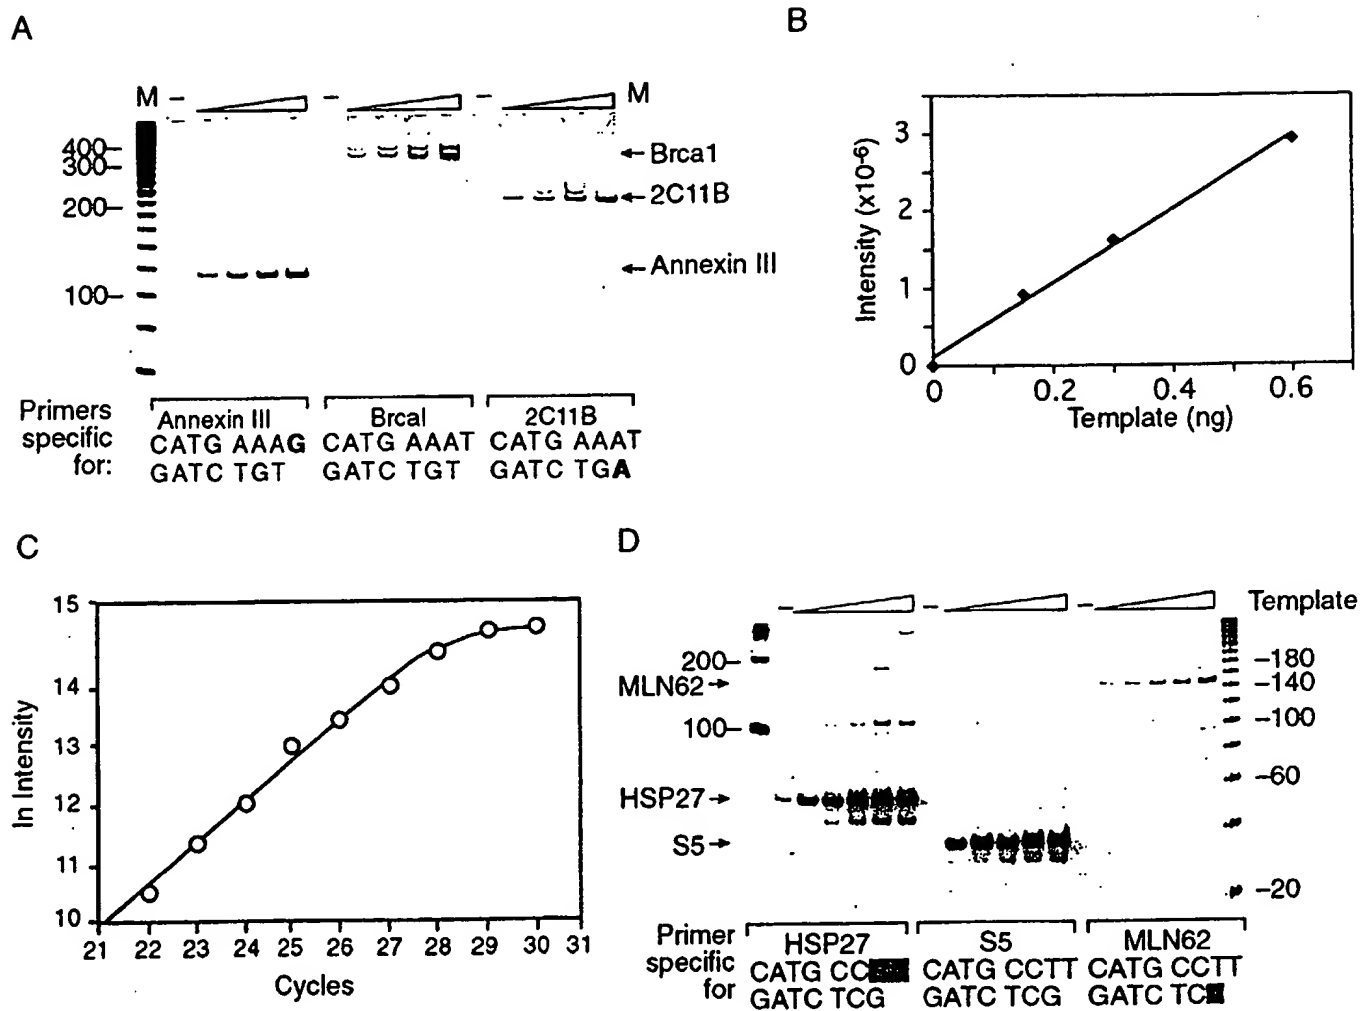 A
B
M – – – M
400–
300–
200–
100–
←Brca1
←2C11B
←Annexin III
Primers specific for:
Annexin III BrcaI 2C11B
CATG AAAG CATG AAAT CATG AAAT
GATC TGT GATC TGT GATC TGA
Intensity (x10-6)
3
2
1
0
0 0.2 0.4 0.6
Template (ng)
C
D
15
14
13
12
11
10
ln Intensity
21 22 23 24 25 26 27 28 29 30 31
Cycles
– – – Template
200–
MLN62→
100–
HSP27→
S5→
–180
–140
–100
–60
–20
Primer specific for
HSP27 S5 MLN62
CATG CC CATG CCTT CATG CCTT
GATC TCG GATC TCG GATC TC